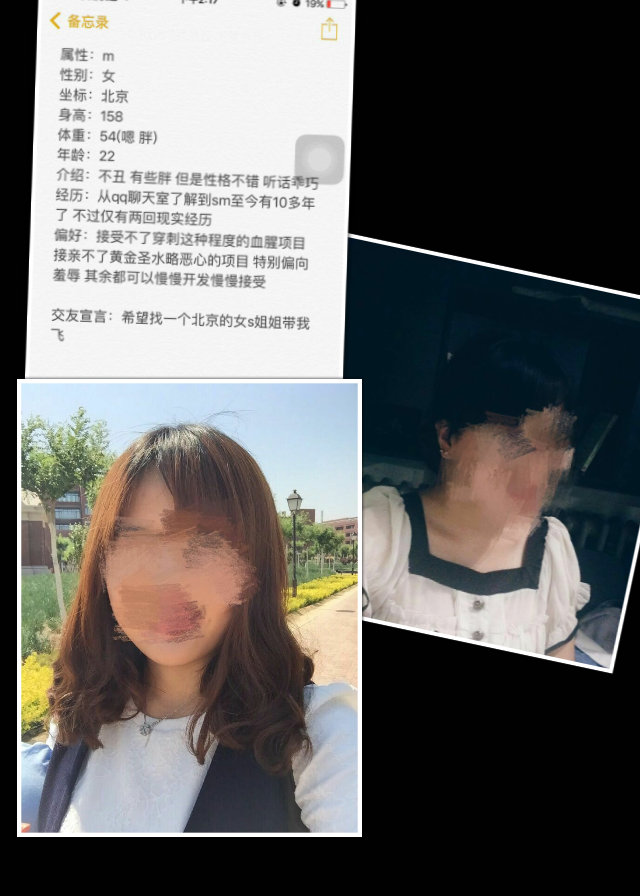 19%
备忘录
属性：m
性别：女
坐标：北京
身高：158
体重：54(嗯 胖)
年龄：22
介绍：不丑 有些胖 但是性格不错 听话乖巧
经历：从qq聊天室了解到sm至今有10多年
了 不过仅有两回现实经历
偏好：接受不了穿刺这种程度的血腥项目
接亲不了黄金圣水略恶心的项目 特别偏向
羞辱 其余都可以慢慢开发慢慢接受
交友宣言：希望找一个北京的女s姐姐带我
飞